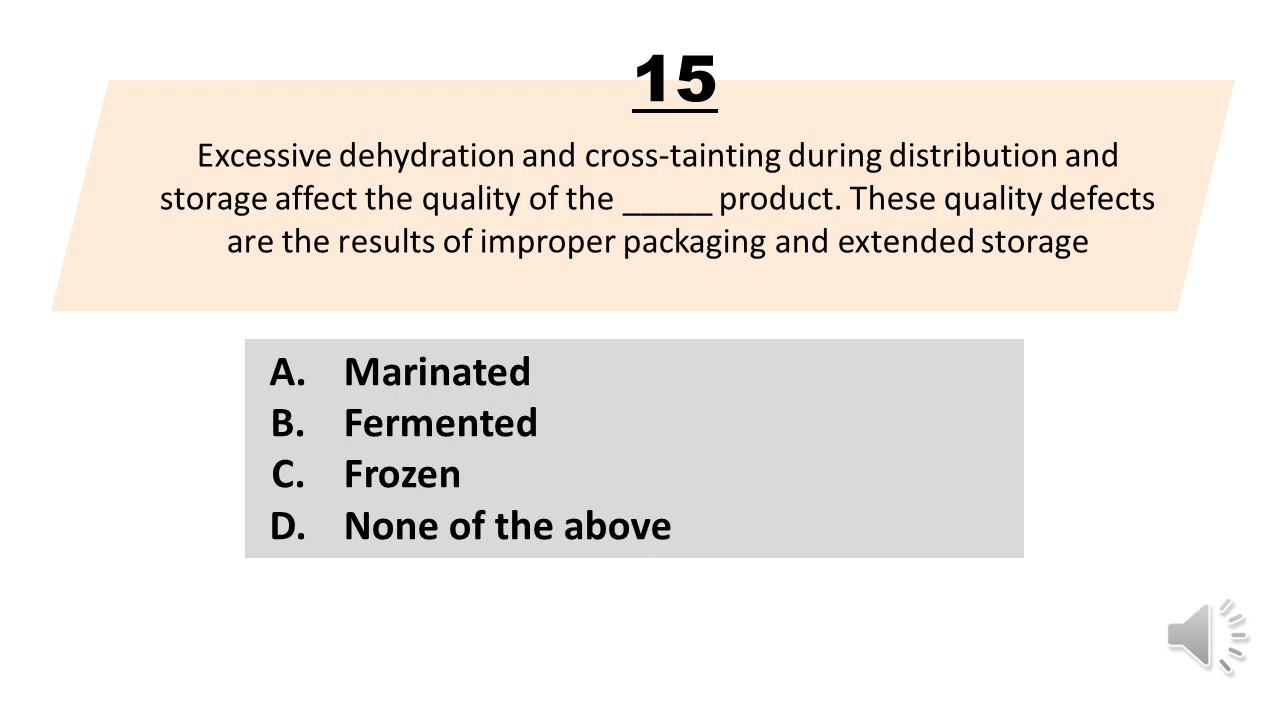 15
Excessive dehydration and cross-tainting during distribution and
storage affect the quality of the _____ product. These quality defects
are the results of improper packaging and extended storage
A. Marinated
B. Fermented
C. Frozen
D. None of the above